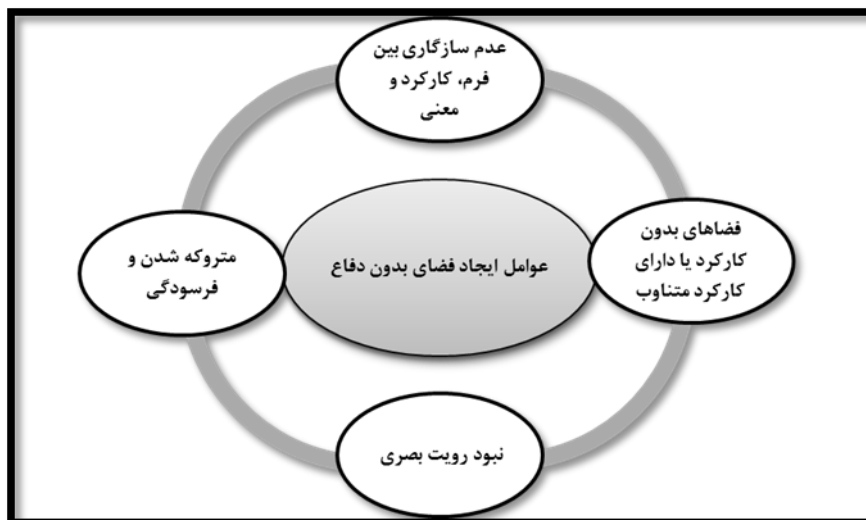 عدم سازگاری بین
فرم، کارکرد و
معنی
فضاهای بدون
کارکرد یا دارای
کارکرد متناوب
عوامل ایجاد فضای بدون دفاع
متروکه شدن و
فرسودگی
نبود رویت بصری